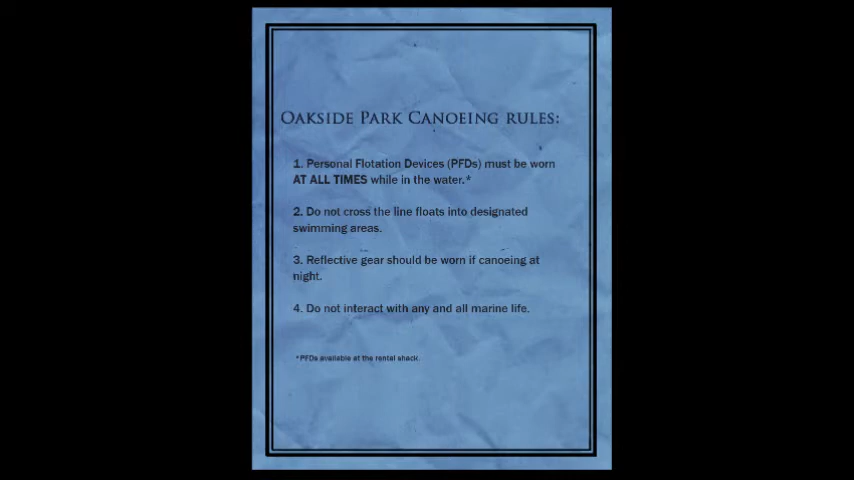 OAKSIDE PARK CANOEING RULES:
1. Personal Flotation Devices (PFDs) must be worn
AT ALL TIMES while in the water.*
2. Do not cross the line floats into designated
swimming areas.
3. Reflective gear should be worn if canoeing at
night.
4. Do not interact with any and all marine life.
*PFDs available at the rental shack.